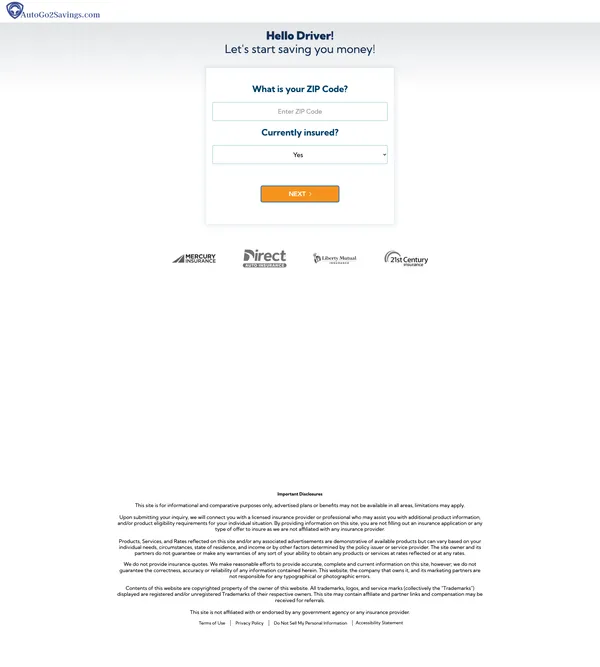 AutoGo2Savings.com
Hello Driver!
Let's start saving you money!
What is your ZIP Code?
Enter ZIP Code
Currently insured?
Yes
NEXT
MERCURY
INSURANCE
Direct
AUTO INSURANCE
Liberty Mutual
INSURANCE
21st Century
Insurance
Important Disclosures
This site is for informational and comparative purposes only, advertised plans or benefits may not be available in all areas, limitations may apply.
Upon submitting your inquiry, we will connect you with a licensed insurance provider or professional who may assist you with additional product information,
and/or product eligibility requirements for your individual situation. By providing information on this site, you are not filling out an insurance application or any
type of offer to insure as we are not affiliated with any insurance provider.
Products, Services, and Rates reflected on this site and/or any associated advertisements are demonstrative of available products but can vary based on your
individual needs, circumstances, state of residence, and income or by other factors determined by the policy issuer or service provider. The site owner and its
partners do not guarantee or make any warranties of any sort of your ability to obtain any products or services at rates reflected or at any rates.
We do not provide insurance quotes. We make reasonable efforts to provide accurate, complete and current information on this site, however; we do not
guarantee the correctness, accuracy or reliability of any information contained herein. This website, the company that owns it, and its marketing partners are
not responsible for any typographical or photographic errors.
Contents of this website are copyrighted property of the owner of this website. All trademarks, logos, and service marks (collectively the "Trademarks")
displayed are registered and/or unregistered Trademarks of their respective owners. This site may contain affiliate and partner links and compensation may be
received for referrals.
This site is not affiliated with or endorsed by any government agency or any insurance provider.
Terms of Use | Privacy Policy | Do Not Sell My Personal Information | Accessibility Statement